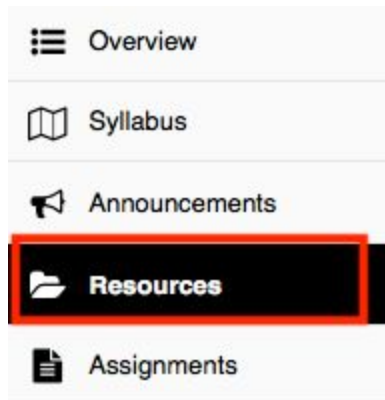 Overview
Syllabus
Announcements
Resources
Assignments